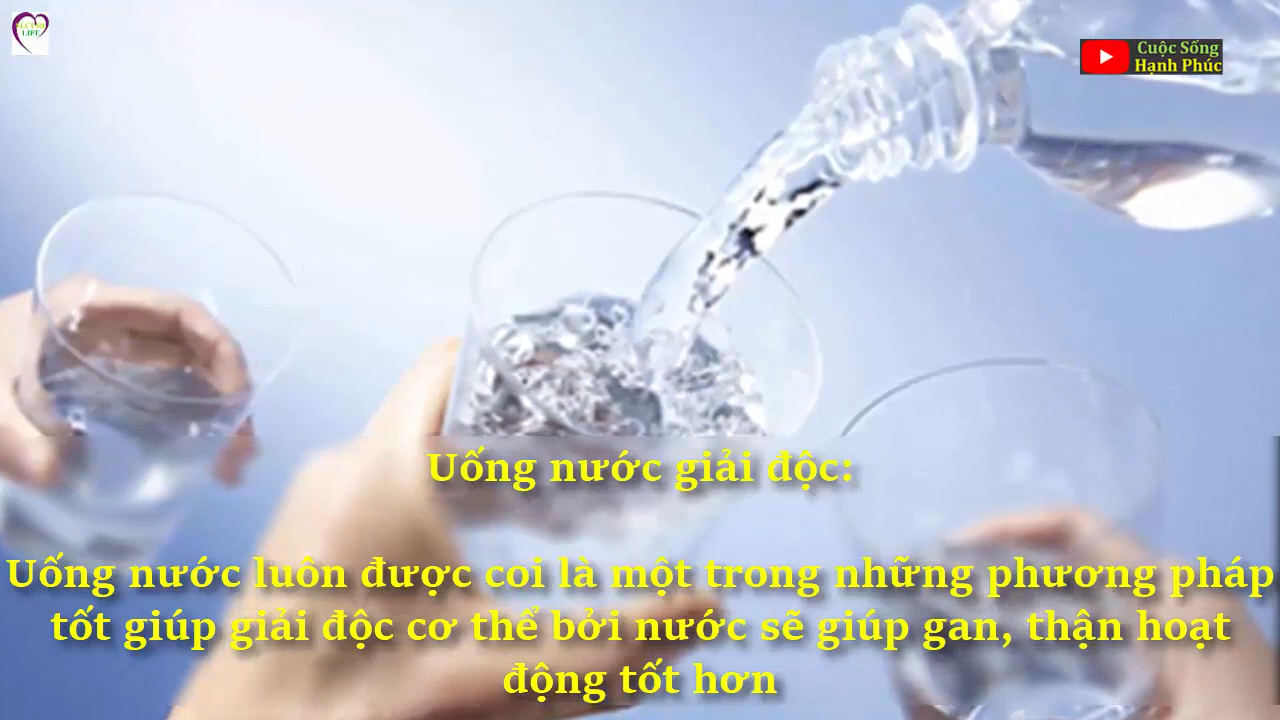 LIFE
Cuộc Sống
Hạnh Phúc
Uống nước giải độc:
Uống nước luôn được coi là một trong những phương pháp
tốt giúp giải độc cơ thể bởi nước sẽ giúp gan, thận hoạt
động tốt hơn